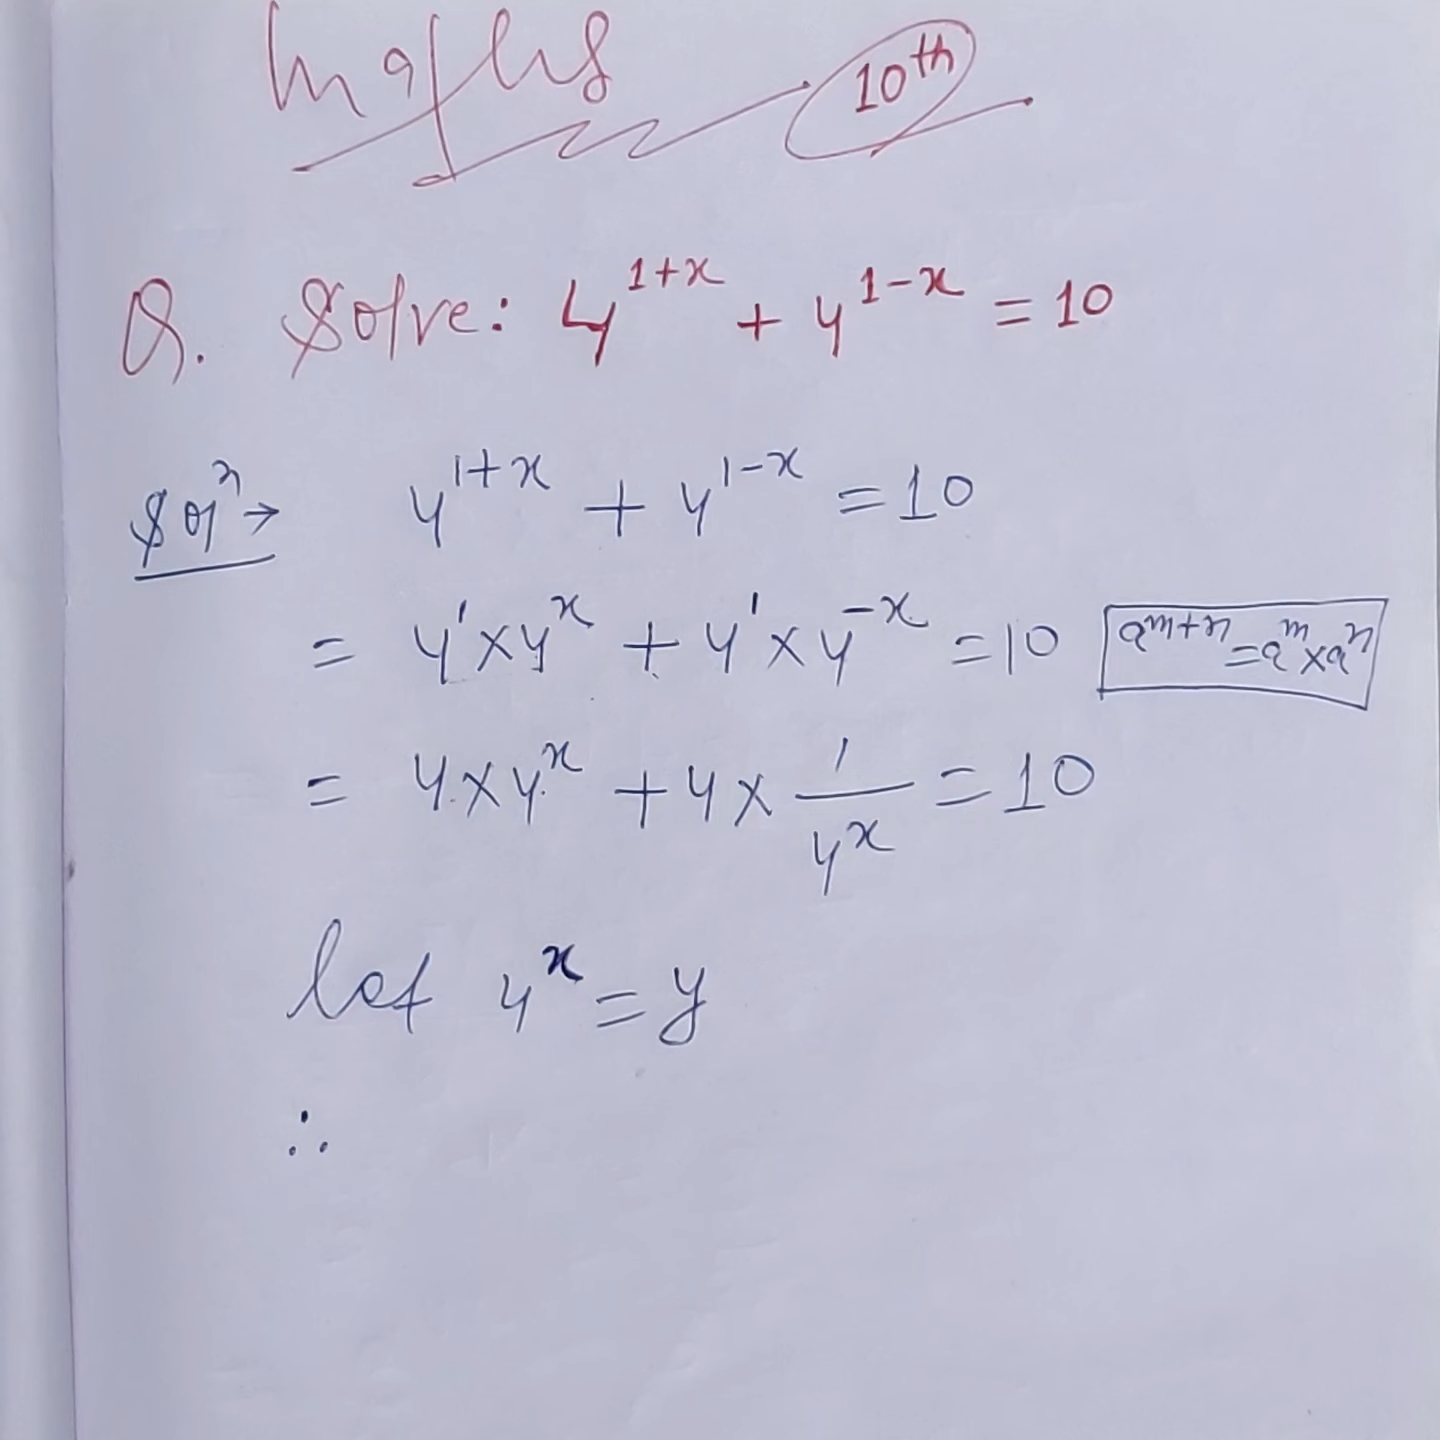 Maths 10th
Q. Solve: 4^{1+x} + 4^{1-x} = 10
Sol^n → 4^{1+x} + 4^{1-x} = 10
= 4^1 × 4^x + 4^1 × 4^{-x} = 10 a^{m+n} = a^m × a^n
= 4 × 4^x + 4 × \frac{1}{4^x} = 10
let 4^x = y
∴